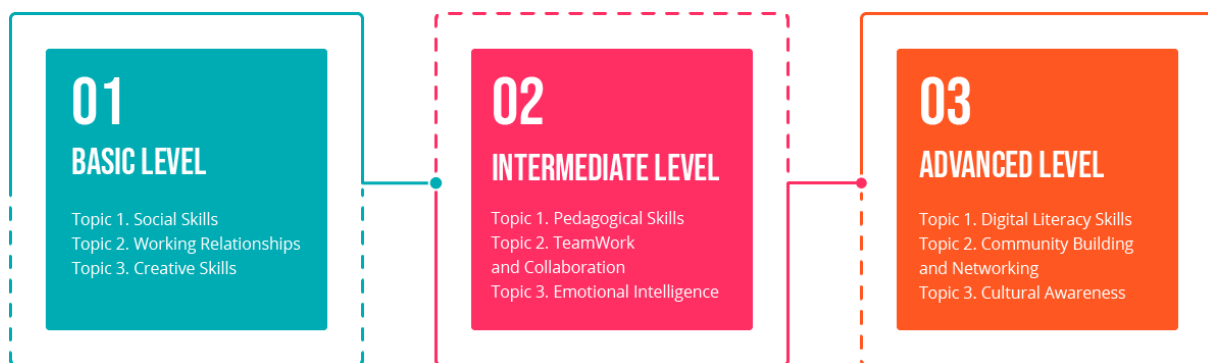 01
BASIC LEVEL
Topic 1. Social Skills
Topic 2. Working Relationships
Topic 3. Creative Skills
02
INTERMEDIATE LEVEL
Topic 1. Pedagogical Skills
Topic 2. TeamWork
and Collaboration
Topic 3. Emotional Intelligence
03
ADVANCED LEVEL
Topic 1. Digital Literacy Skills
Topic 2. Community Building
and Networking
Topic 3. Cultural Awareness